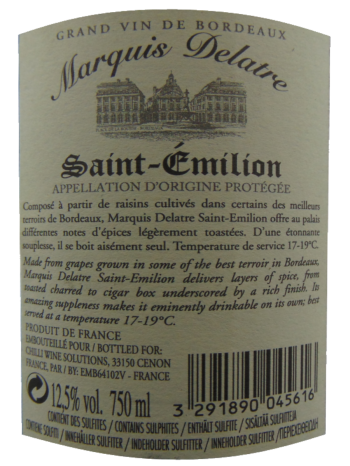 GRAND VIN DE BORDEAUX
Marquis Delatre
Saint-Émilion
APPELLATION D'ORIGINE PROTÉGÉE
Composé à partir de raisins cultivés dans certains des meilleurs
terroirs de Bordeaux, Marquis Delatre Saint-Emilion offre au palais
différentes notes d'épices légèrement toastées. D'une étonnante
souplesse, il se boit aisément seul. Temperature de service 17-19°C.
Made from grapes grown in some of the best terroir in Bordeaux,
Marquis Delatre Saint-Emilion delivers layers of spice, from
toasted charred to cigar box underscored by a rich finish. Its
amazing suppleness makes it eminently drinkable on its own; best
served at a temperature 17-19°C.
PRODUIT DE FRANCE
EMBOUTEILLÉ POUR / BOTTLED FOR:
CHILLI WINE SOLUTIONS, 33150 CENON
FRANCE, PAR / BY: EMB64102V - FRANCE
12,5% vol. 750 ml
3 291890 045616
CONTIENT DES SULFITES / CONTAINS SULPHITES / ENTHÄLT SULFITE / SISÄLTÄÄ SULFIITTEJA
CONTIENE SOLFITI / INNEHÅLLER SULFITER / INDEHOLDER SULFITTER / INNEHOLDER SULFITTER